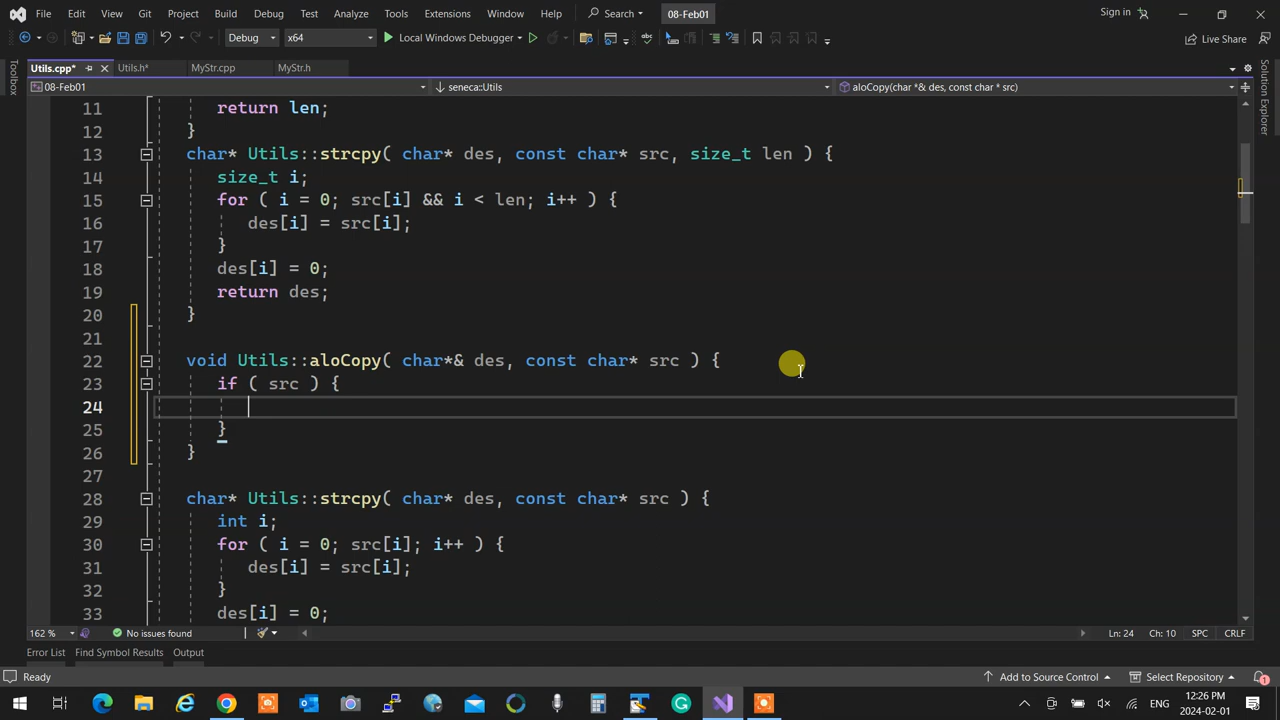 File Edit View Git Project Build Debug Test Analyze Tools Extensions Window Help Search 08-Feb01 Sign in
Debug x64 Local Windows Debugger Live Share
Toolbox
Utils.cpp* Utils.h* MyStr.cpp MyStr.h
Solution Explorer
08-Feb01 seneca::Utils aloCopy(char *& des, const char * src)
11 return len;
12 }
13 char* Utils::strcpy( char* des, const char* src, size_t len ) {
14 size_t i;
15 for ( i = 0; src[i] && i < len; i++ ) {
16 des[i] = src[i];
17 }
18 des[i] = 0;
19 return des;
20 }
21
22 void Utils::aloCopy( char*& des, const char* src ) {
23 if ( src ) {
24
25 }
26 }
27
28 char* Utils::strcpy( char* des, const char* src ) {
29 int i;
30 for ( i = 0; src[i]; i++ ) {
31 des[i] = src[i];
32 }
33 des[i] = 0;
162 % No issues found Ln: 24 Ch: 10 SPC CRLF
Error List Find Symbol Results Output
Ready Add to Source Control Select Repository 1
ENG 12:26 PM
2024-02-01